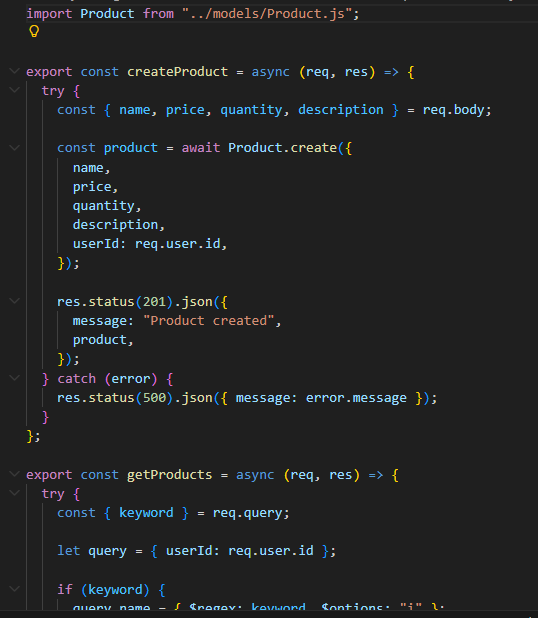 import Product from "../models/Product.js";
export const createProduct = async (req, res) => {
try {
const { name, price, quantity, description } = req.body;
const product = await Product.create({
name,
price,
quantity,
description,
userId: req.user.id,
});
res.status(201).json({
message: "Product created",
product,
});
} catch (error) {
res.status(500).json({ message: error.message });
}
};
export const getProducts = async (req, res) => {
try {
const { keyword } = req.query;
let query = { userId: req.user.id };
if (keyword) {
query.name = { $regex: keyword, $options: "i" };